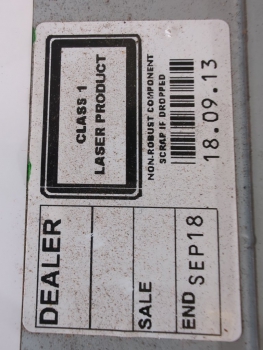 CLASS 1
LASER PRODUCT
NON-ROBUST COMPONENT
SCRAP IF DROPPED
18.09.13
DEALER
SALE
END SEP18